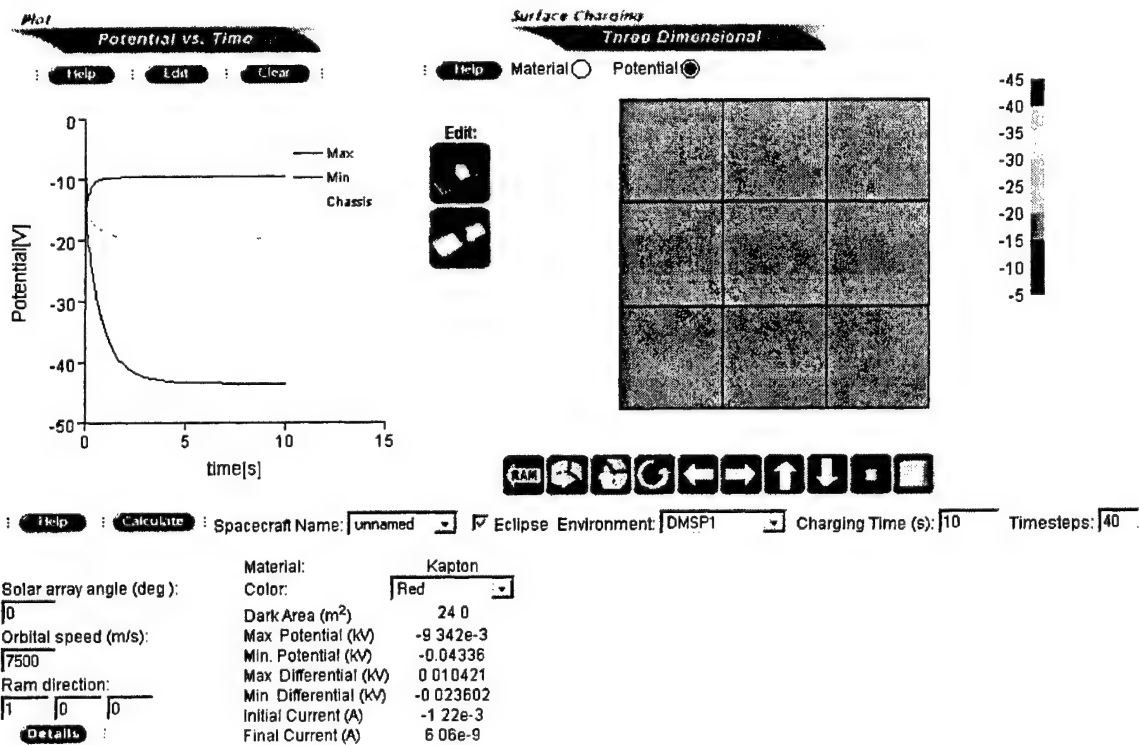 Plot
Potential vs. Time
Help Edit Clear
0
-10
-20
-30
-40
-50
Potential[V]
0 5 10 15
time[s]
Max
Min
Chassis
Surface Charging
Three Dimensional
Help Material Potential
Edit:
-45
-40
-35
-30
-25
-20
-15
-10
-5
RAM
Help Calculate Spacecraft Name: unnamed Eclipse Environment: DMSP1 Charging Time (s): 10 Timesteps: 40
Solar array angle (deg ):
0
Orbital speed (m/s):
7500
Ram direction:
1 0 0
Details
Material: Kapton
Color: Red
Dark Area (m²) 24 0
Max Potential (kV) -9 342e-3
Min. Potential (kV) -0.04336
Max Differential (kV) 0 010421
Min Differential (kV) -0 023602
Initial Current (A) -1 22e-3
Final Current (A) 6 06e-9